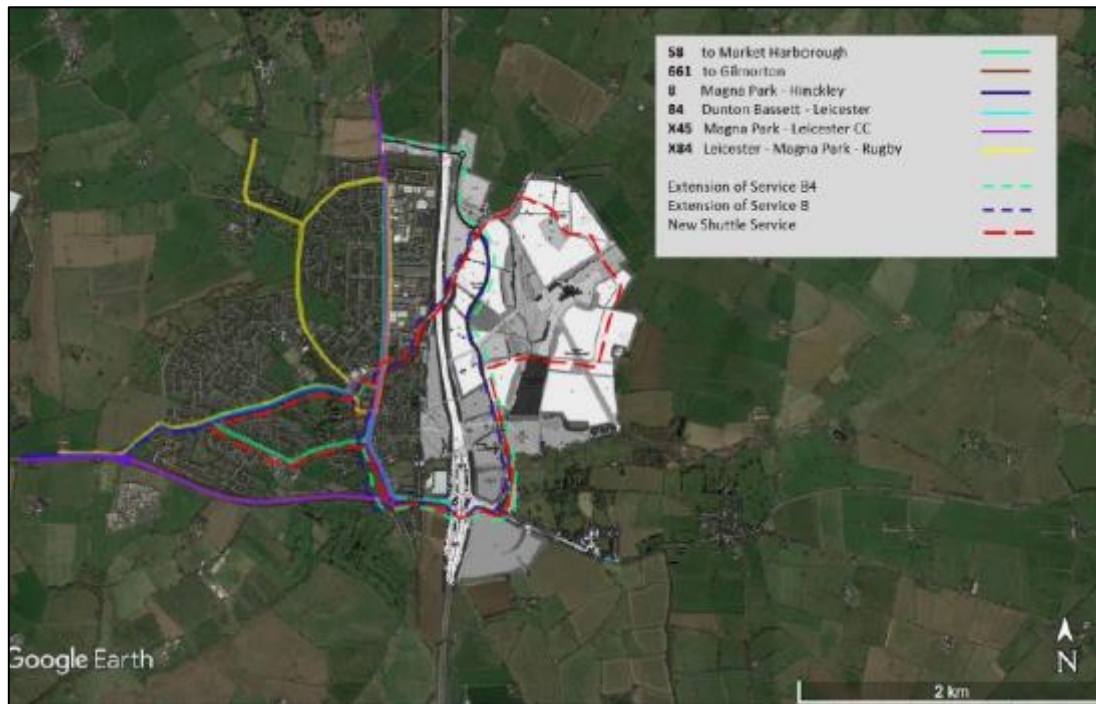 58 to Market Harborough
661 to Gilmorton
8 Magna Park - Hinckley
84 Dunton Bassett - Leicester
X45 Magna Park - Leicester CC
X84 Leicester - Magna Park - Rugby
Extension of Service 84
Extension of Service 8
New Shuttle Service
Google Earth
N
2 km